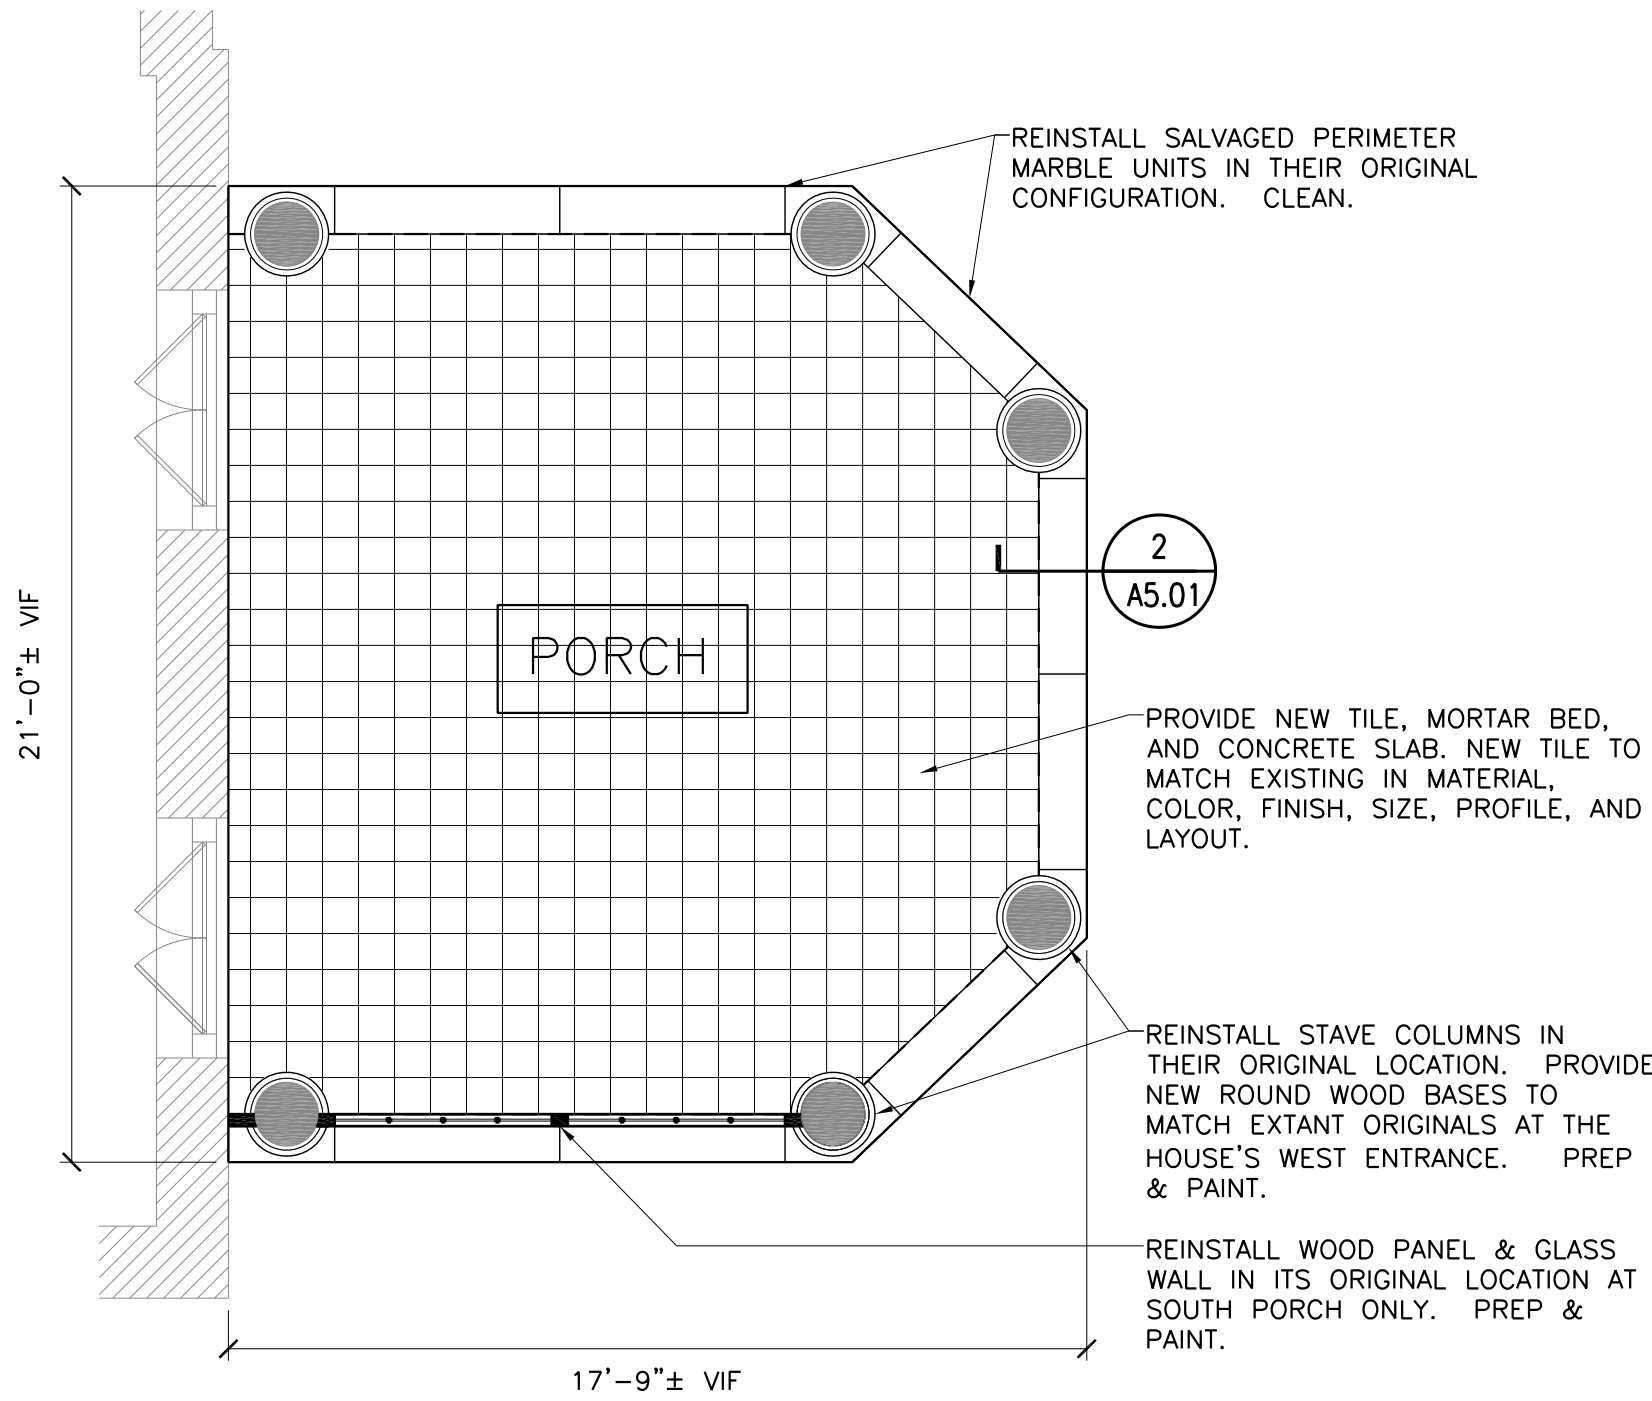 REINSTALL SALVAGED PERIMETER
MARBLE UNITS IN THEIR ORIGINAL
CONFIGURATION. CLEAN.
2
A5.01
21'-0"± VIF
PORCH
PROVIDE NEW TILE, MORTAR BED,
AND CONCRETE SLAB. NEW TILE TO
MATCH EXISTING IN MATERIAL,
COLOR, FINISH, SIZE, PROFILE, AND
LAYOUT.
REINSTALL STAVE COLUMNS IN
THEIR ORIGINAL LOCATION. PROVIDE
NEW ROUND WOOD BASES TO
MATCH EXTANT ORIGINALS AT THE
HOUSE'S WEST ENTRANCE. PREP
& PAINT.
REINSTALL WOOD PANEL & GLASS
WALL IN ITS ORIGINAL LOCATION AT
SOUTH PORCH ONLY. PREP &
PAINT.
17'-9"± VIF